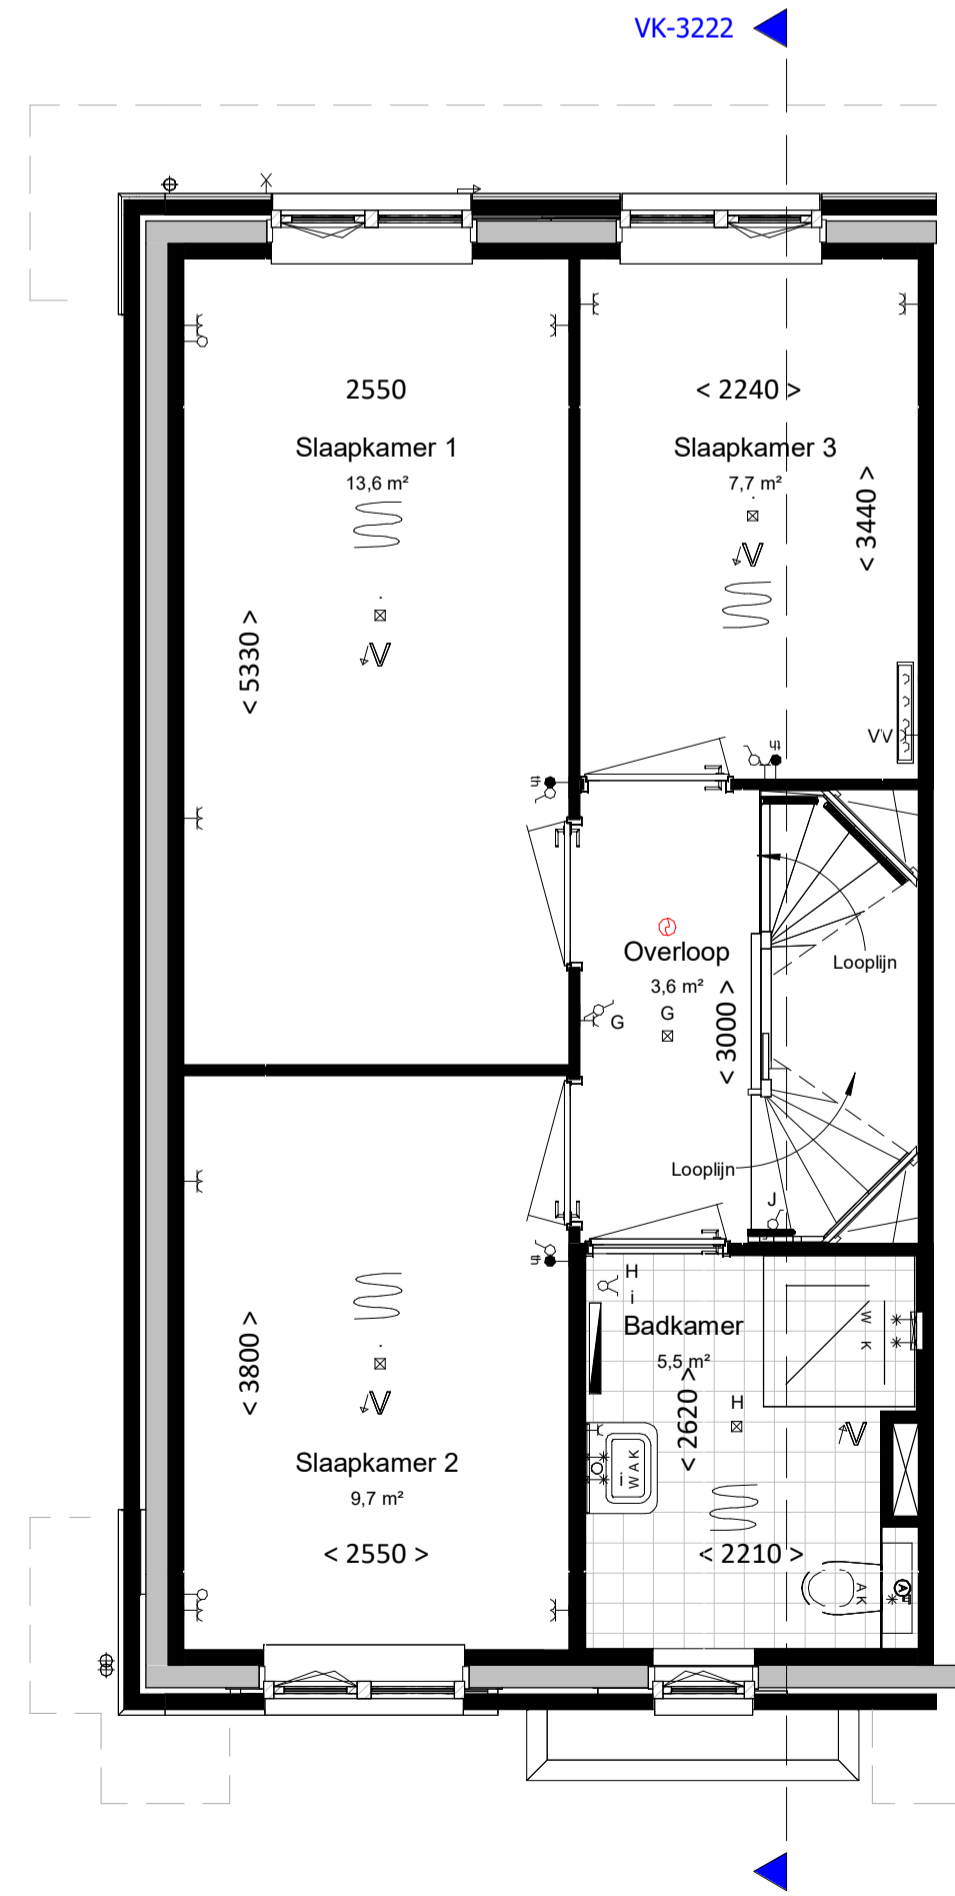 VK-3222
2550
< 2240 >
Slaapkamer 1
Slaapkamer 3
13,6 m²
7,7 m²
< 3440 >
V
V
< 5330 >
VV
Looplijn
Overloop
3,6 m²
G
G
< 3000 >
Looplijn
J
H
i
Badkamer
5,5 m²
W K
< 3800 >
H
< 2620 >
V
V
Slaapkamer 2
9,7 m²
i
WAK
< 2550 >
< 2210 >
AK
A